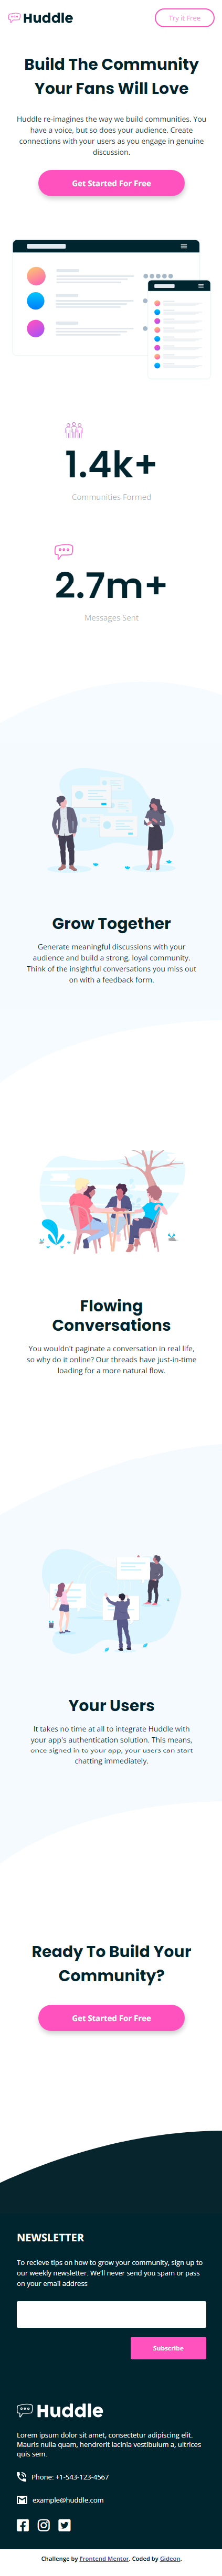 Huddle
Try It Free
Build The Community
Your Fans Will Love
Huddle re-imagines the way we build communities. You
have a voice, but so does your audience. Create
connections with your users as you engage in genuine
discussion.
Get Started For Free
1.4k+
Communities Formed
2.7m+
Messages Sent
Grow Together
Generate meaningful discussions with your
audience and build a strong, loyal community.
Think of the insightful conversations you miss out
on with a feedback form.
Flowing
Conversations
You wouldn't paginate a conversation in real life,
so why do it online? Our threads have just-in-time
loading for a more natural flow.
Your Users
It takes no time at all to integrate Huddle with
your app's authentication solution. This means,
once signed in to your app, your users can start
chatting immediately.
Ready To Build Your
Community?
Get Started For Free
NEWSLETTER
To recieve tips on how to grow your community, sign up to
our weekly newsletter. We'll never send you spam or pass
on your email address
Subscribe
Huddle
Lorem ipsum dolor sit amet, consectetur adipiscing elit.
Mauris nulla quam, hendrerit lacinia vestibulum a, ultrices
quis sem.
Phone: +1-543-123-4567
example@huddle.com
Challenge by Frontend Mentor. Coded by Gideon.